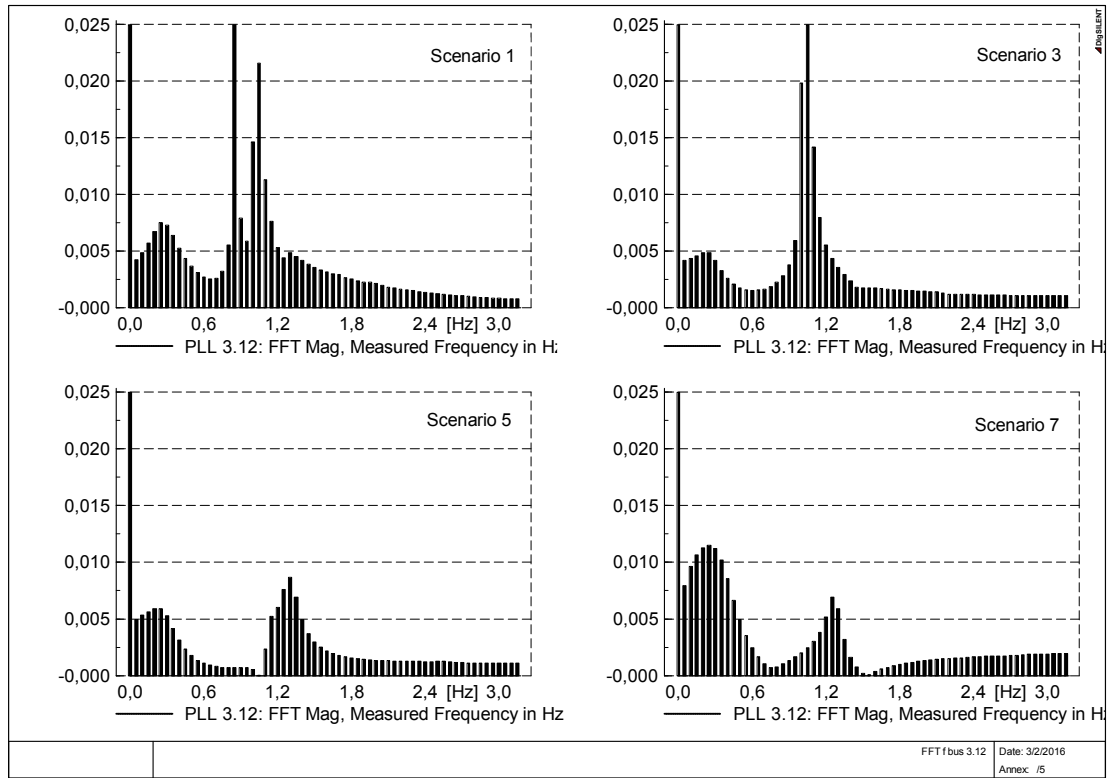 DIgSILENT
Scenario 1
0,025
0,020
0,015
0,010
0,005
-0,000
0,0 0,6 1,2 1,8 2,4 [Hz] 3,0
PLL 3.12: FFT Mag, Measured Frequency in Hz
Scenario 3
0,025
0,020
0,015
0,010
0,005
-0,000
0,0 0,6 1,2 1,8 2,4 [Hz] 3,0
PLL 3.12: FFT Mag, Measured Frequency in Hz
Scenario 5
0,025
0,020
0,015
0,010
0,005
-0,000
0,0 0,6 1,2 1,8 2,4 [Hz] 3,0
PLL 3.12: FFT Mag, Measured Frequency in Hz
Scenario 7
0,025
0,020
0,015
0,010
0,005
-0,000
0,0 0,6 1,2 1,8 2,4 [Hz] 3,0
PLL 3.12: FFT Mag, Measured Frequency in Hz
FFT f bus 3.12
Date: 3/2/2016
Annex: /5